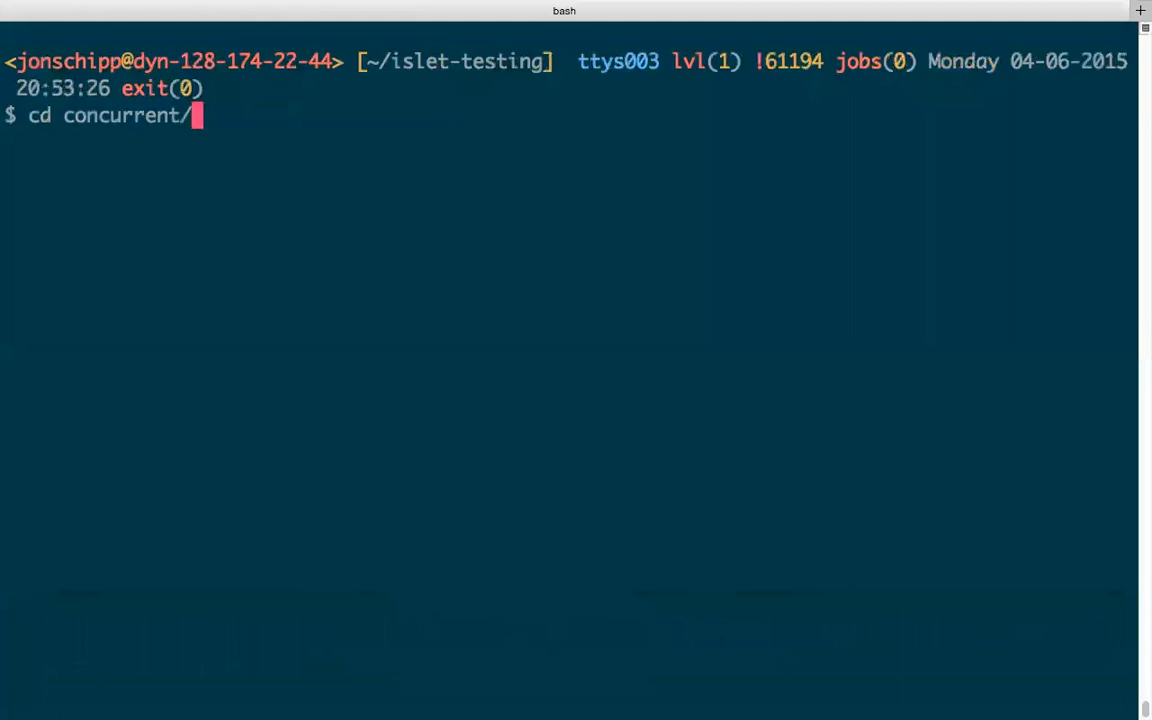 bash
<jonschipp@dyn-128-174-22-44> [~/islet-testing]  ttys003 lvl(1) !61194 jobs(0) Monday 04-06-2015
20:53:26 exit(0)
$ cd concurrent/